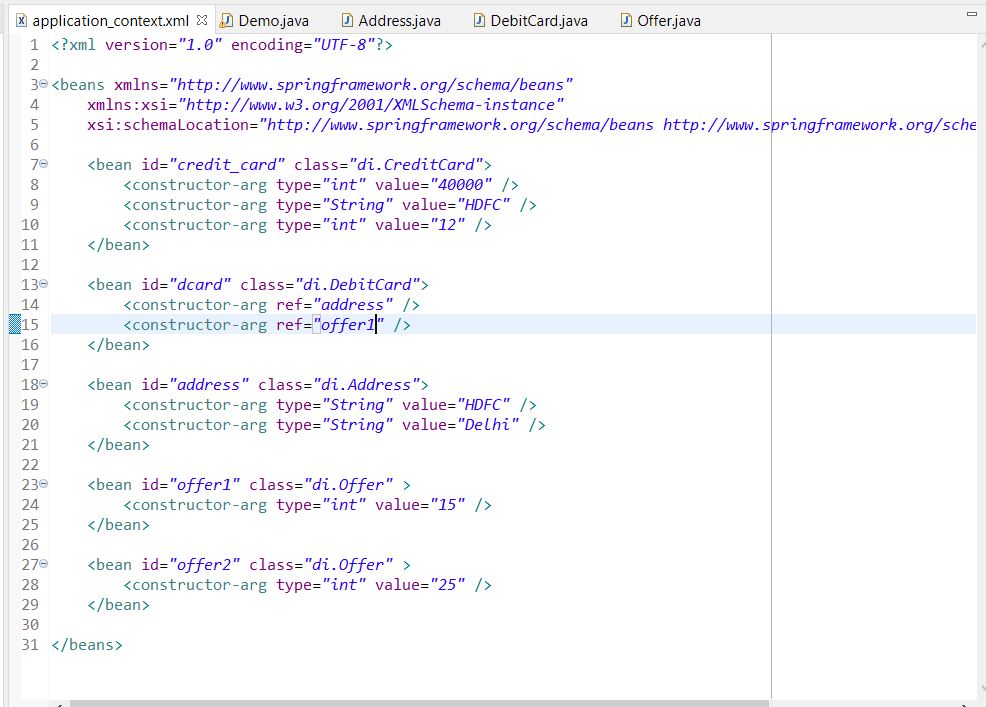 application_context.xml Demo.java Address.java DebitCard.java Offer.java
1 <?xml version="1.0" encoding="UTF-8"?>
2
3 <beans xmlns="http://www.springframework.org/schema/beans"
4     xmlns:xsi="http://www.w3.org/2001/XMLSchema-instance"
5     xsi:schemaLocation="http://www.springframework.org/schema/beans http://www.springframework.org/sche
6
7     <bean id="credit_card" class="di.CreditCard">
8         <constructor-arg type="int" value="40000" />
9         <constructor-arg type="String" value="HDFC" />
10         <constructor-arg type="int" value="12" />
11     </bean>
12
13     <bean id="dcard" class="di.DebitCard">
14         <constructor-arg ref="address" />
15         <constructor-arg ref="offer1" />
16     </bean>
17
18     <bean id="address" class="di.Address">
19         <constructor-arg type="String" value="HDFC" />
20         <constructor-arg type="String" value="Delhi" />
21     </bean>
22
23     <bean id="offer1" class="di.Offer" >
24         <constructor-arg type="int" value="15" />
25     </bean>
26
27     <bean id="offer2" class="di.Offer" >
28         <constructor-arg type="int" value="25" />
29     </bean>
30
31 </beans>